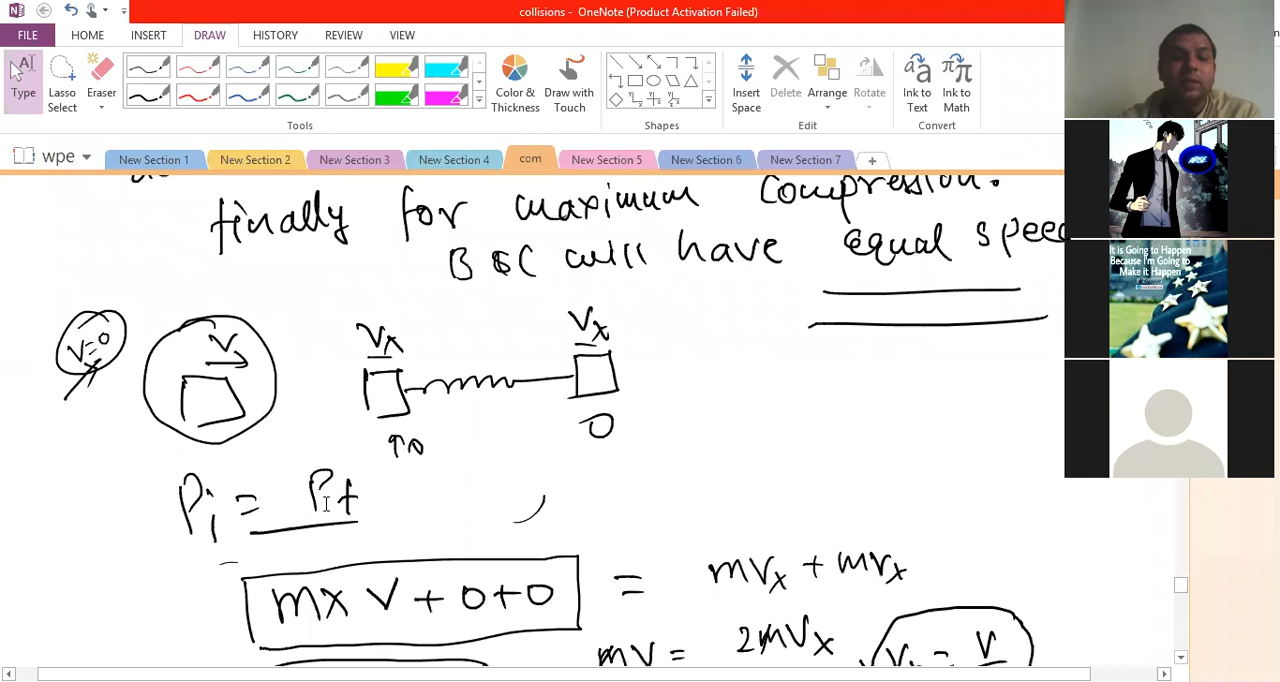 collisions - OneNote (Product Activation Failed)
FILE HOME INSERT DRAW HISTORY REVIEW VIEW
Type
Lasso Select
Eraser
Color & Thickness
Draw with Touch
Insert Space
Delete
Arrange
Rotate
Ink to Text
Ink to Math
Tools
Shapes
Edit
Convert
wpe
New Section 1
New Section 2
New Section 3
New Section 4
com
New Section 5
New Section 6
New Section 7
It is Going to Happen
Because I'm Going to
Make it Happen
finally for maximum compression.
B & C will have equal speed
v=0
v
vx
vx
m
Pi = Pf
mx v + 0 + 0 = mvx + mvx
mv = 2mvx